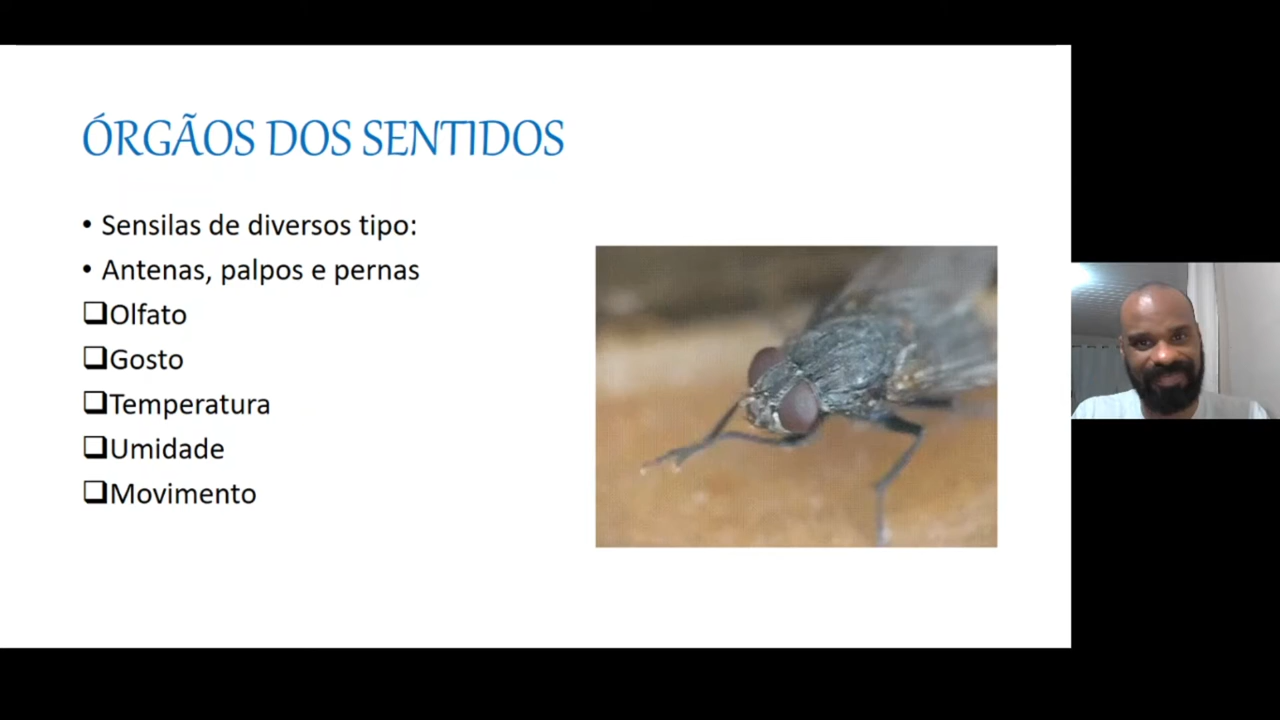 ÓRGÃOS DOS SENTIDOS
• Sensilas de diversos tipo:
• Antenas, palpos e pernas
❑Olfato
❑Gosto
❑Temperatura
❑Umidade
❑Movimento